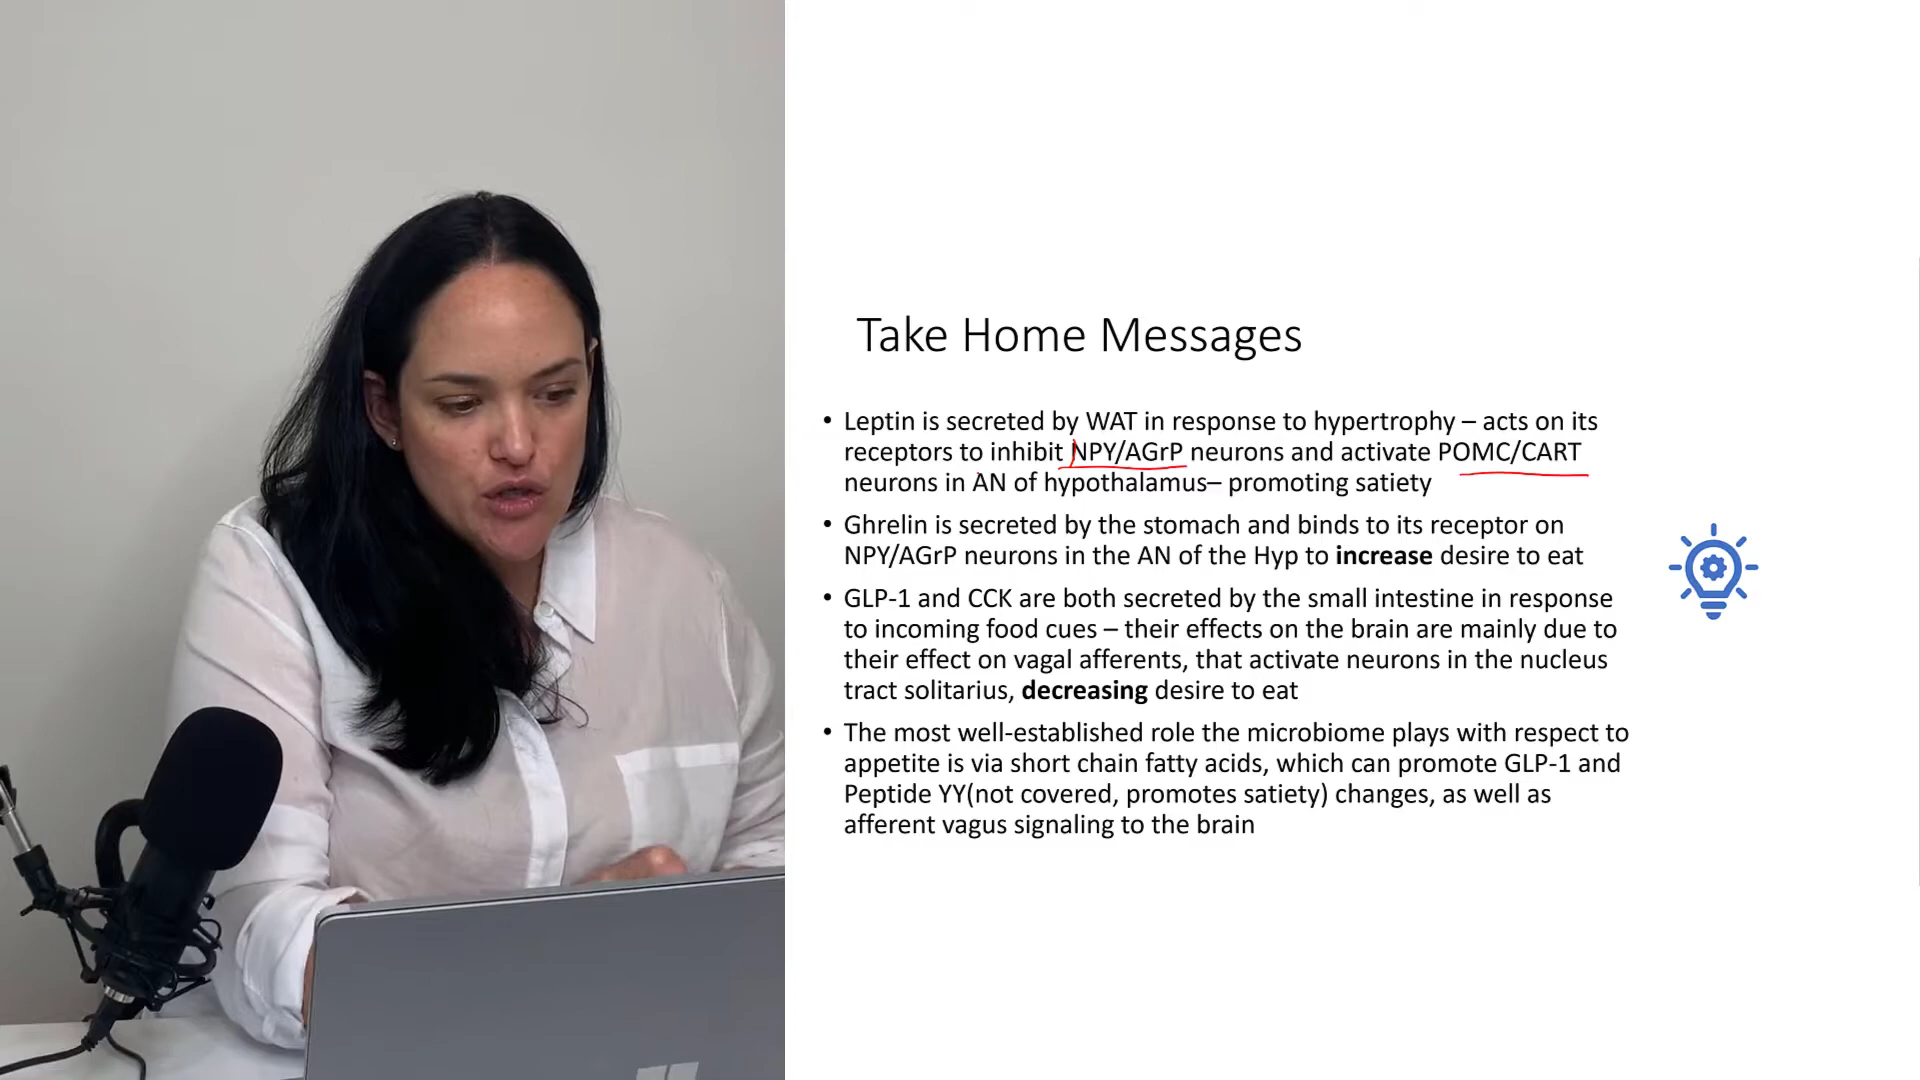 Take Home Messages
• Leptin is secreted by WAT in response to hypertrophy – acts on its
receptors to inhibit NPY/AGrP neurons and activate POMC/CART
neurons in AN of hypothalamus– promoting satiety
• Ghrelin is secreted by the stomach and binds to its receptor on
NPY/AGrP neurons in the AN of the Hyp to increase desire to eat
• GLP-1 and CCK are both secreted by the small intestine in response
to incoming food cues – their effects on the brain are mainly due to
their effect on vagal afferents, that activate neurons in the nucleus
tract solitarius, decreasing desire to eat
• The most well-established role the microbiome plays with respect to
appetite is via short chain fatty acids, which can promote GLP-1 and
Peptide YY(not covered, promotes satiety) changes, as well as
afferent vagus signaling to the brain